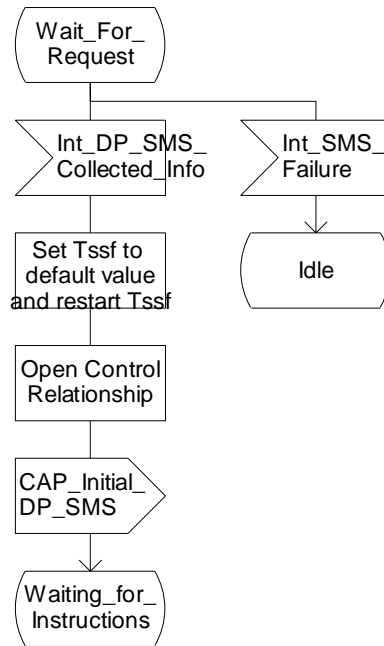 Wait_For_
Request
Int_DP_SMS_
Collected_Info
Int_SMS_
Failure
Set Tssf to
default value
and restart Tssf
Idle
Open Control
Relationship
CAP_Initial_
DP_SMS
Waiting_for_
Instructions